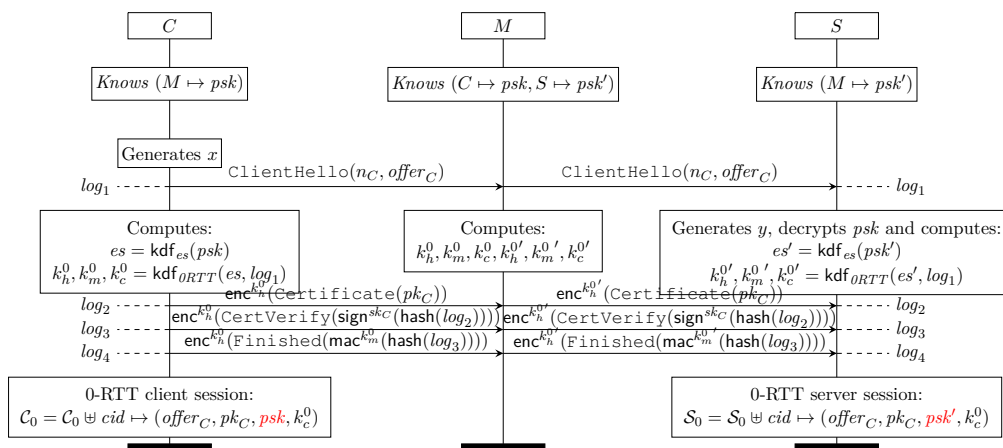 C M S
Knows (M ↦ psk) Knows (C ↦ psk, S ↦ psk′) Knows (M ↦ psk′)
Generates x
ClientHello(n_C, offer_C) ClientHello(n_C, offer_C)
log_1 log_1
Computes: Computes: Generates y, decrypts psk and computes:
es = kdf_es(psk) k_h^0, k_m^0, k_c^0, k_h^0′, k_m^0′, k_c^0′ es′ = kdf_es(psk′)
k_h^0, k_m^0, k_c^0 = kdf_0RTT(es, log_1) k_h^0′, k_m^0′, k_c^0′ = kdf_0RTT(es′, log_1)
enc^{k_h^0}(Certificate(pk_C)) enc^{k_h^0′}(Certificate(pk_C))
log_2 log_2
enc^{k_h^0}(CertVerify(sign^{sk_C}(hash(log_2)))) enc^{k_h^0′}(CertVerify(sign^{sk_C}(hash(log_2))))
log_3 log_3
enc^{k_h^0}(Finished(mac^{k_m^0}(hash(log_3)))) enc^{k_h^0′}(Finished(mac^{k_m^0′}(hash(log_3))))
log_4 log_4
0-RTT client session: 0-RTT server session:
𝒞_0 = 𝒞_0 ⊎ cid ↦ (offer_C, pk_C, psk, k_c^0) 𝒮_0 = 𝒮_0 ⊎ cid ↦ (offer_C, pk_C, psk′, k_c^0)